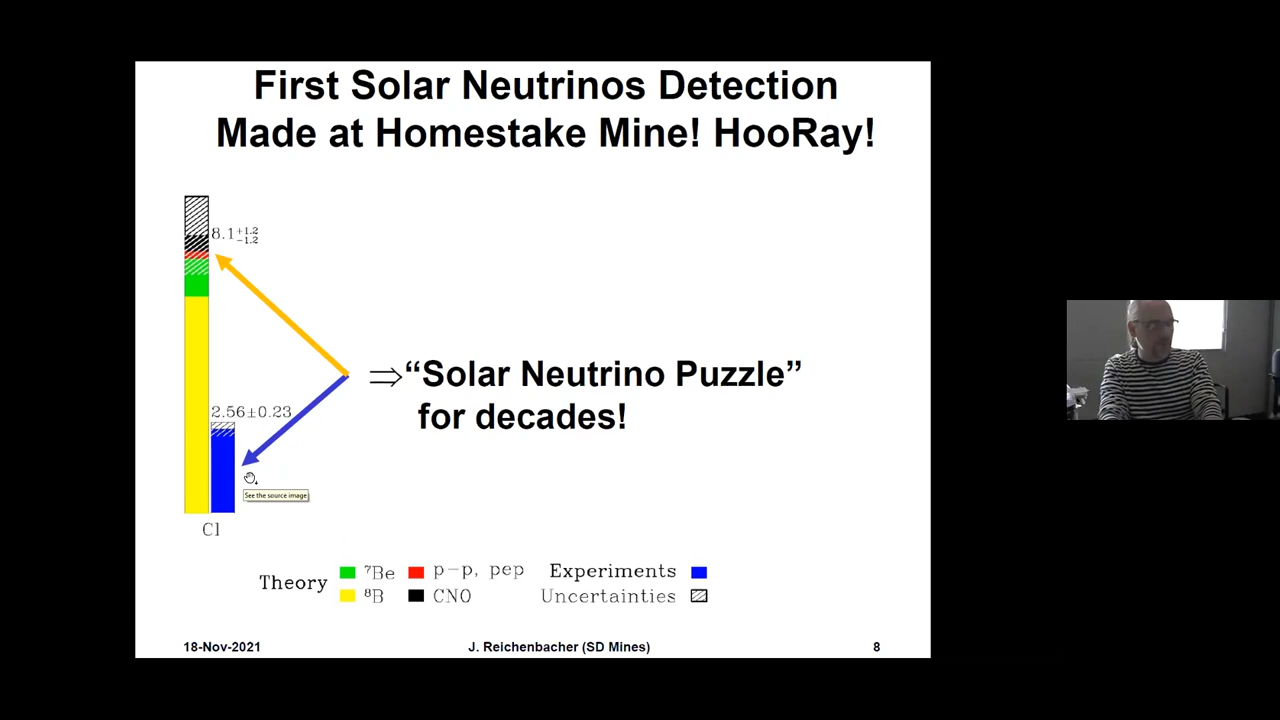 First Solar Neutrinos Detection
Made at Homestake Mine! HooRay!
8.1+1.2
−1.2
⇒“Solar Neutrino Puzzle”
for decades!
2.56±0.23
See the source image
Cl
Theory
⁷Be
p−p, pep
Experiments
⁸B
CNO
Uncertainties
18-Nov-2021
J. Reichenbacher (SD Mines)
8